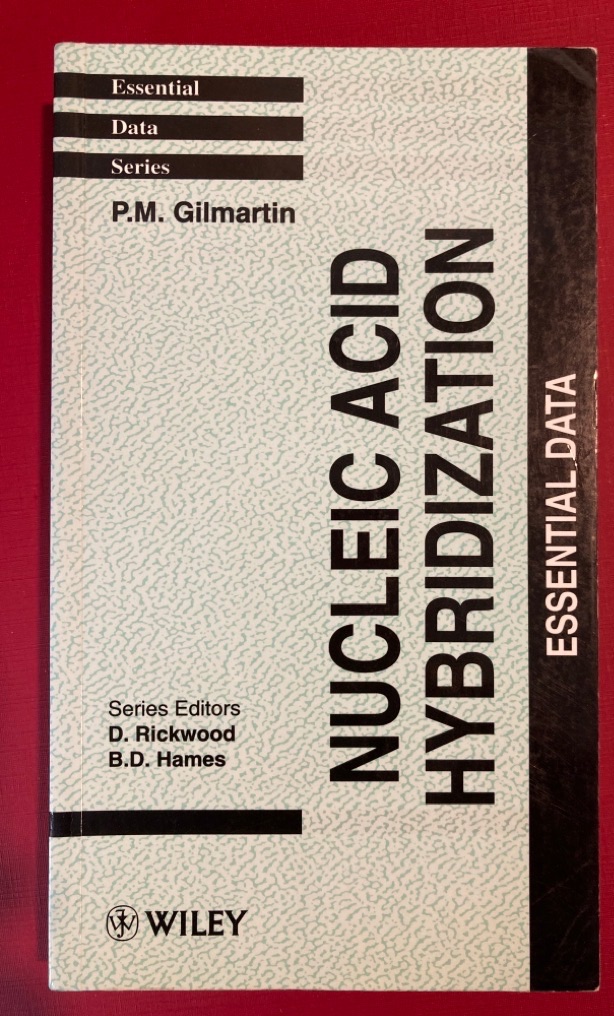 Essential
Data
Series
P.M. Gilmartin
NUCLEIC ACID
HYBRIDIZATION
ESSENTIAL DATA
Series Editors
D. Rickwood
B.D. Hames
WILEY